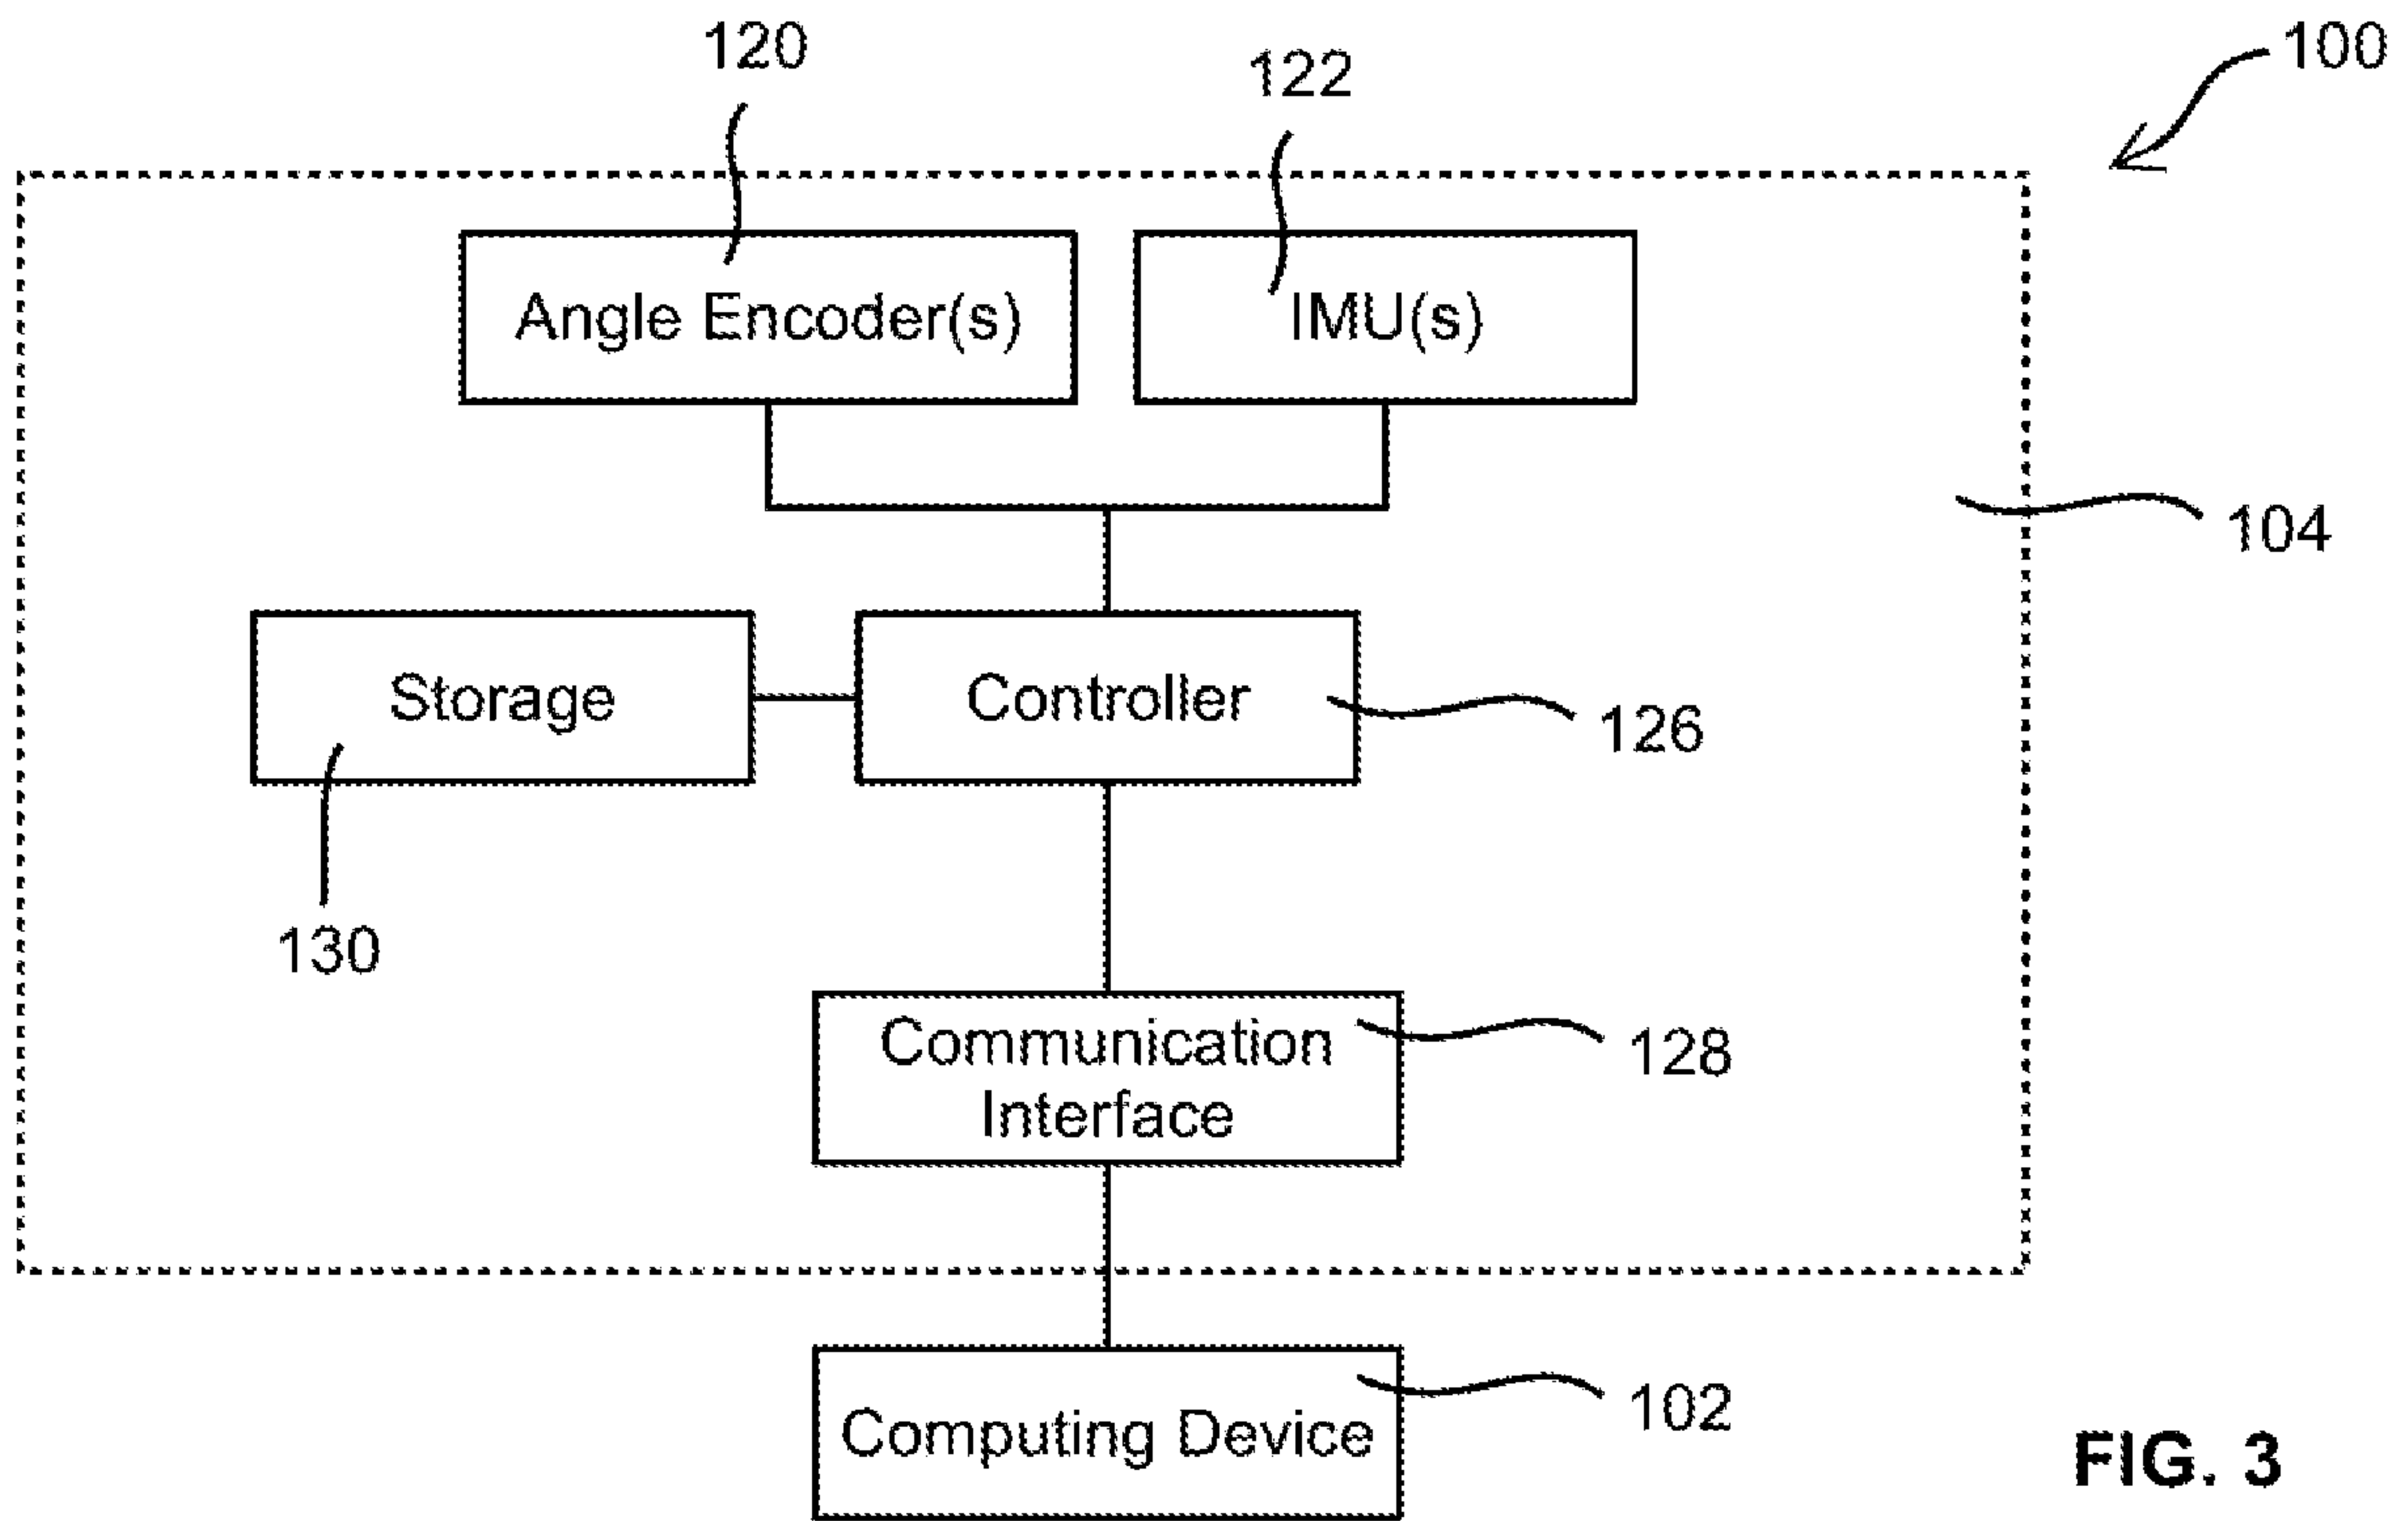 120
122
100
Angle Encoder(s)
IMU(s)
104
Storage
Controller
126
130
Communication
Interface
128
Computing Device
102
FIG. 3